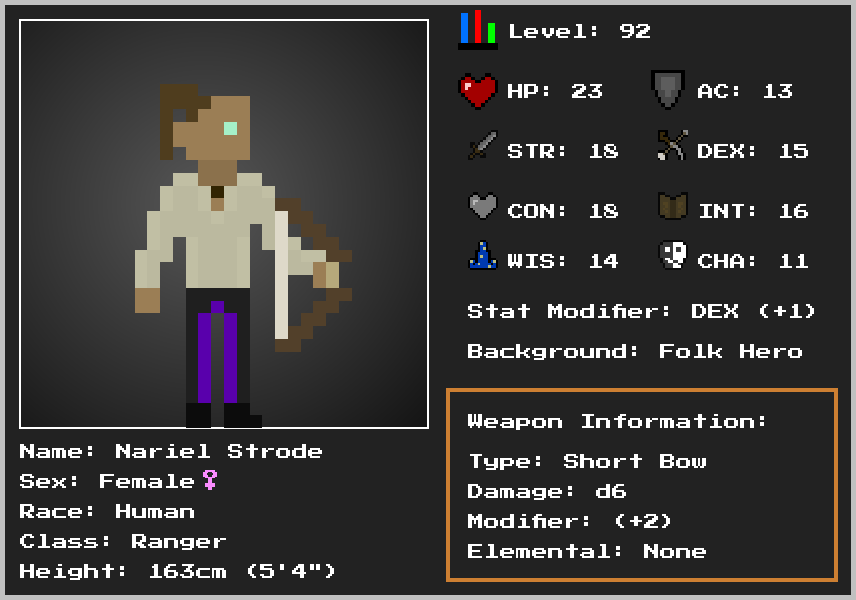 Level: 92
HP: 23 AC: 13
STR: 18 DEX: 15
CON: 18 INT: 16
WIS: 14 CHA: 11
Stat Modifier: DEX (+1)
Background: Folk Hero
Weapon Information:
Type: Short Bow
Damage: d6
Modifier: (+2)
Elemental: None
Name: Nariel Strode
Sex: Female♀
Race: Human
Class: Ranger
Height: 163cm (5'4")